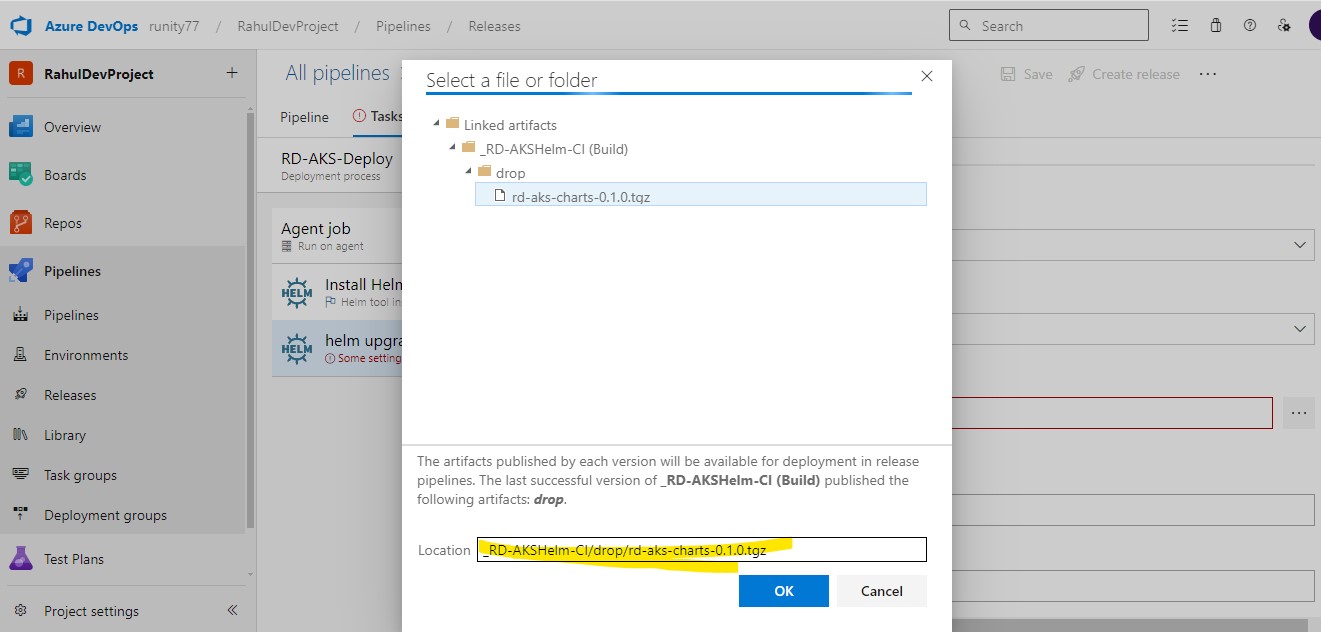 Azure DevOps runity77 / RahulDevProject / Pipelines / Releases
Search
R RahulDevProject +
Overview
Boards
Repos
Pipelines
Pipelines
Environments
Releases
Library
Task groups
Deployment groups
Test Plans
Project settings
All pipelines
Save
Create release
Pipeline
Tasks
RD-AKS-Deploy
Deployment process
Agent job
Run on agent
HELM
Install Helm
Helm tool in
HELM
helm upgra
Some setting
Select a file or folder
Linked artifacts
_RD-AKSHelm-CI (Build)
drop
rd-aks-charts-0.1.0.tgz
The artifacts published by each version will be available for deployment in release
pipelines. The last successful version of _RD-AKSHelm-CI (Build) published the
following artifacts: drop.
Location _RD-AKSHelm-CI/drop/rd-aks-charts-0.1.0.tgz
OK
Cancel